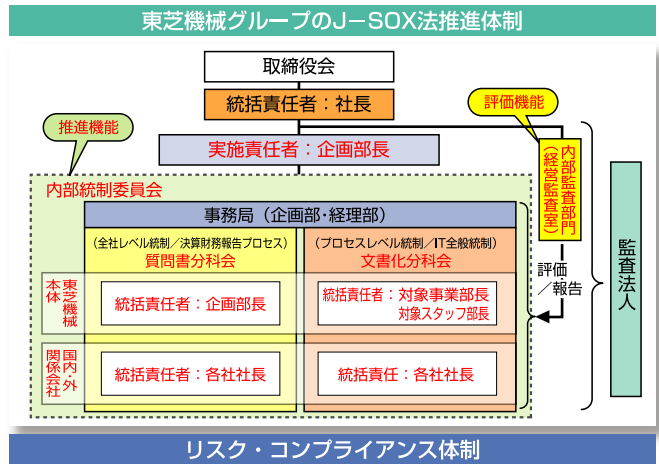 東芝機械グループのJ−SOX法推進体制
取締役会
統括責任者：社長
評価機能
推進機能
実施責任者：企画部長
内部監査部門
（経営監査室）
監査法人
内部統制委員会
事務局（企画部・経理部）
（全社レベル統制／決算財務報告プロセス）
質問書分科会
（プロセスレベル統制／IT全般統制）
文書化分科会
評価
／報告
東芝機械
本体
統括責任者：企画部長
統括責任者：対象事業部長
対象スタッフ部長
国内・外
関係会社
統括責任者：各社社長
統括責任：各社社長
リスク・コンプライアンス体制